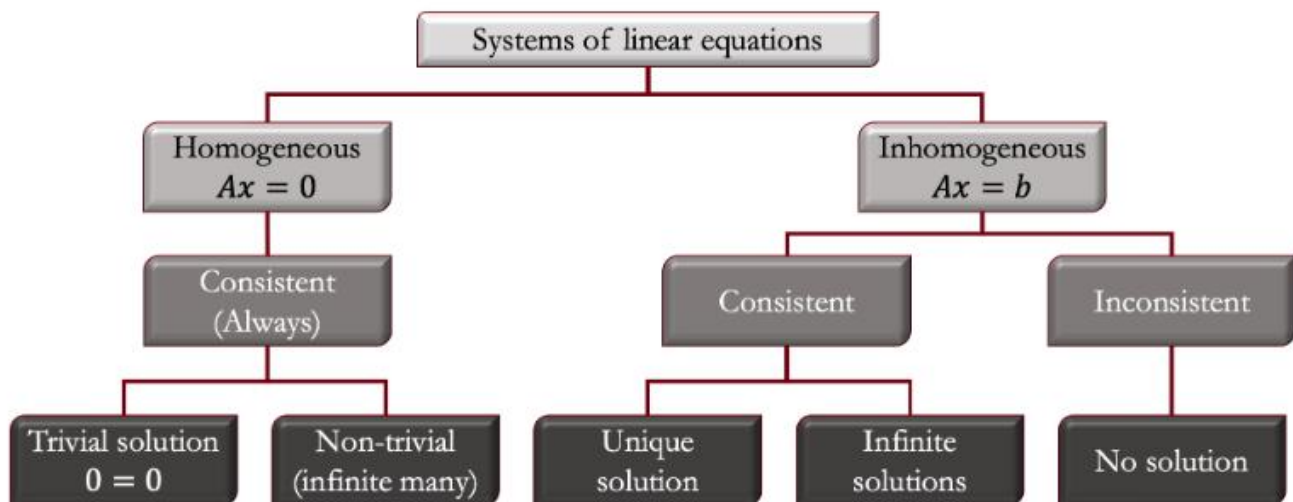 Systems of linear equations
Homogeneous
Ax = 0
Inhomogeneous
Ax = b
Consistent
(Always)
Consistent
Inconsistent
Trivial solution
0 = 0
Non-trivial
(infinite many)
Unique
solution
Infinite
solutions
No solution